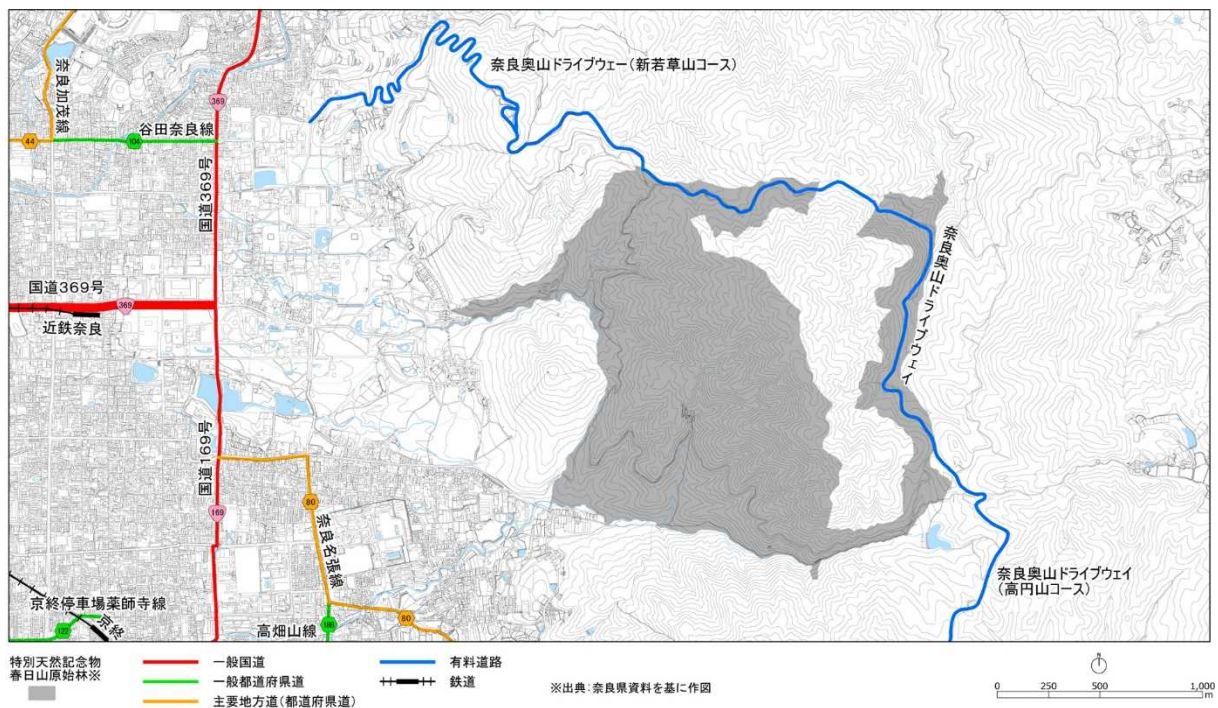 奈良奥山ドライブウェー(新若草山コース)
奈良加茂線
369
谷田奈良線
44
104
国道369号
国道369号
369
近鉄奈良
奈良奥山ドライブウェイ
国道169号
80
169
奈良名張線
京終停車場薬師寺線
122
京終
高畑山線
188
80
奈良奥山ドライブウェイ
(高円山コース)
特別天然記念物
春日山原始林※
一般国道
一般都道府県道
主要地方道(都道府県道)
有料道路
鉄道
※出典:奈良県資料を基に作図
N
0 250 500 1,000
m